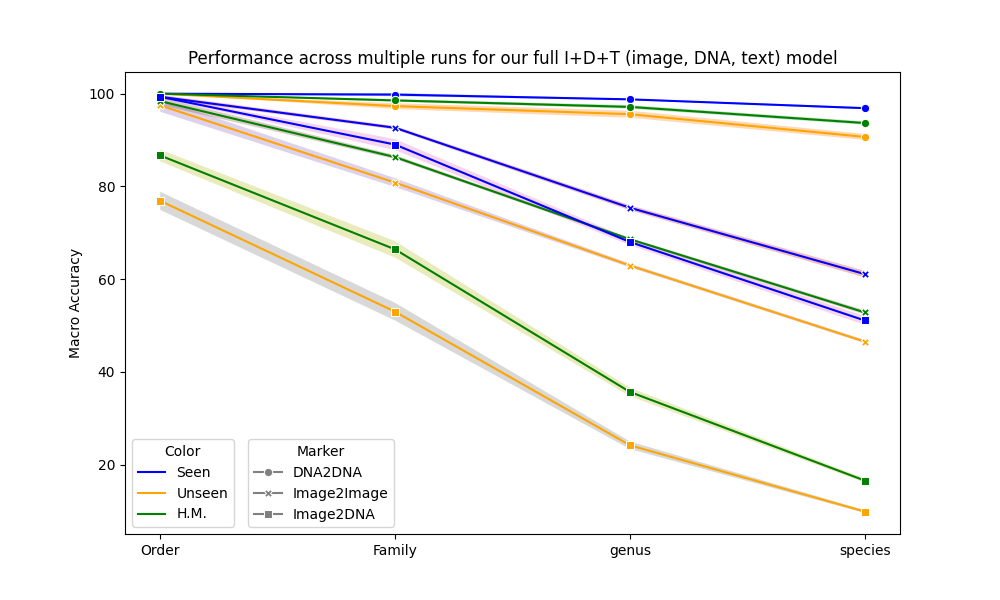 Performance across multiple runs for our full I+D+T (image, DNA, text) model
Macro Accuracy
100
80
60
40
20
Color
Seen
Unseen
H.M.
Marker
DNA2DNA
Image2Image
Image2DNA
Order
Family
genus
species